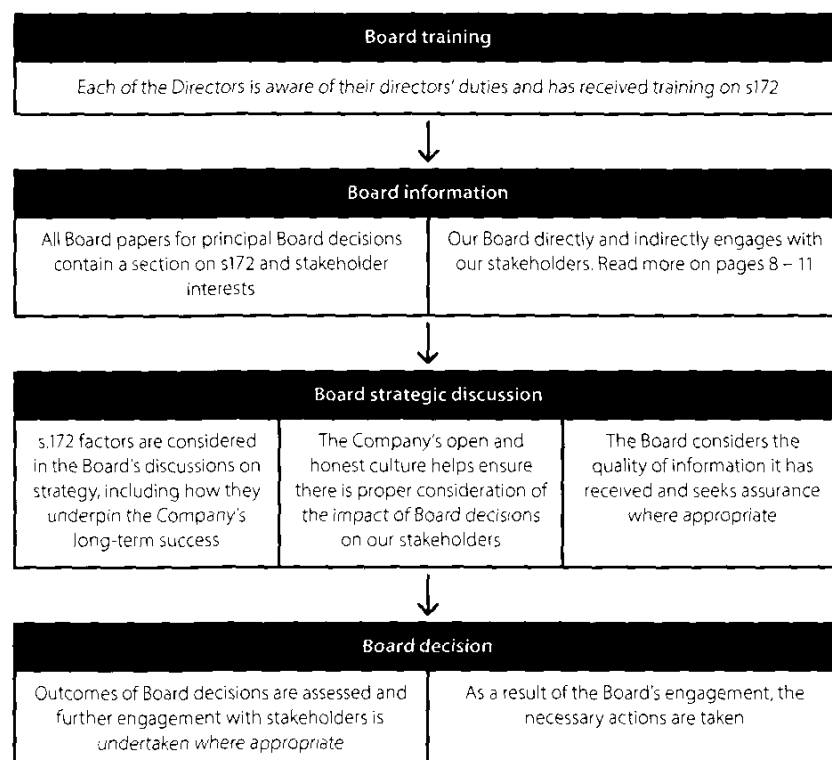 Board training
Each of the Directors is aware of their directors' duties and has received training on s172
Board information
All Board papers for principal Board decisions
contain a section on s172 and stakeholder
interests
Our Board directly and indirectly engages with
our stakeholders. Read more on pages 8 – 11
Board strategic discussion
s.172 factors are considered
in the Board's discussions on
strategy, including how they
underpin the Company's
long-term success
The Company's open and
honest culture helps ensure
there is proper consideration of
the impact of Board decisions
on our stakeholders
The Board considers the
quality of information it has
received and seeks assurance
where appropriate
Board decision
Outcomes of Board decisions are assessed and
further engagement with stakeholders is
undertaken where appropriate
As a result of the Board's engagement, the
necessary actions are taken